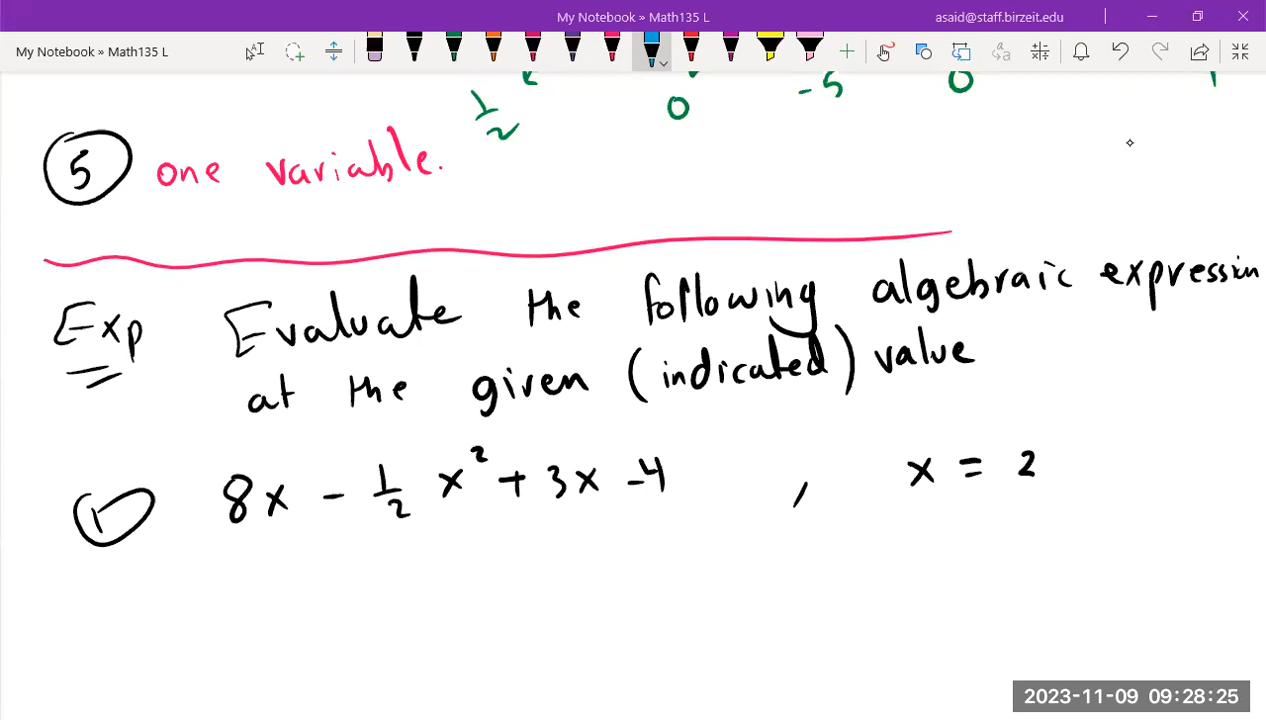 My Notebook » Math135 L
asaid@staff.birzeit.edu
My Notebook » Math135 L
1/2 0 -5 0
5 one variable.
Exp Evaluate the following algebraic expression
at the given (indicated) value
1 8x - 1/2 x² + 3x - 4 , x = 2
2023-11-09 09:28:25